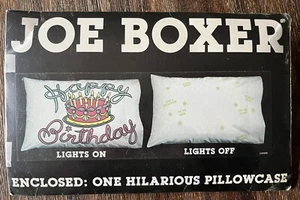 JOE BOXER
Happy
Birthday
LIGHTS ON
LIGHTS OFF
ENCLOSED: ONE HILARIOUS PILLOWCASE